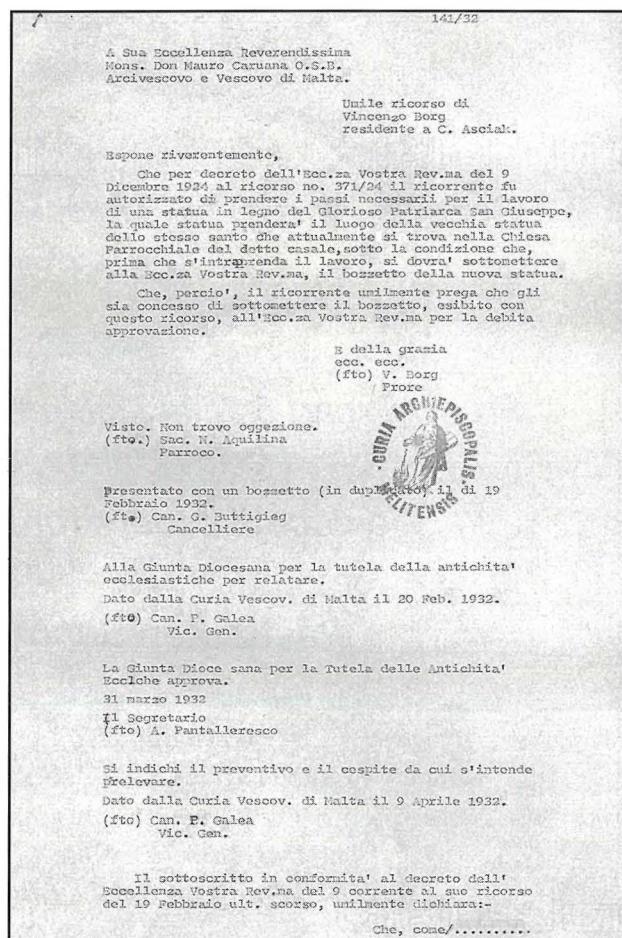 141/32
A Sua Eccellenza Reverendissima
Mons. Don Mauro Caruana O.S.B.
Arcivescovo e Vescovo di Malta.
Umile ricorso di
Vincenzo Borg
residente a C. Asciak.
Espone riverentemente,
Che per decreto dell'Ecc.za Vostra Rev.ma del 9
Dicembre 1924 al ricorso no. 371/24 il ricorrente fu
autorizzato di prendere i passi necessarii per il lavoro
di una statua in legno del Glorioso Patriarca San Giuseppe,
la quale statua prendera' il luogo della vecchia statua
dello stesso santo che attualmente si trova nella Chiesa
Parrocchiale del detto casale, sotto la condizione che,
prima che s'intraprenda il lavoro, si dovra' sottomettere
alla Ecc.za Vostra Rev.ma, il bozzetto della nuova statua.
Che, percio', il ricorrente umilmente prega che gli
sia concesso di sottomettere il bozzetto, esibito con
questo ricorso, all'Ecc.za Vostra Rev.ma per la debita
approvazione.
E della grazia
ecc. ecc.
(fto) V. Borg
Prore
CURIA ARCHIEPISCOPALIS MELITENSIS
Visto. Non trovo oggezione.
(fto.) Sac. N. Aquilina
Parroco.
Presentato con un bozzetto (in duplicato) il di 19
Febbraio 1932.
(fto) Can. G. Buttigieg
Cancelliere
Alla Giunta Diocesana per la tutela della antichita'
ecclesiastiche per relatare.
Dato dalla Curia Vescov. di Malta il 20 Feb. 1932.
(fto) Can. P. Galea
Vic. Gen.
La Giunta Dioce sana per la Tutela delle Antichita'
Ecclche approva.
31 marzo 1932
Il Segretario
(fto) A. Pantalleresco
Si indichi il preventivo e il cespite da cui s'intende
prelevare.
Dato dalla Curia Vescov. di Malta il 9 Aprile 1932.
(fto) Can. P. Galea
Vic. Gen.
Il sottoscritto in conformita' al decreto dell'
Eccellenza Vostra Rev.ma del 9 corrente al suo ricorso
del 19 Febbraio ult. scorso, umilmente dichiara:-
Che, come/..........